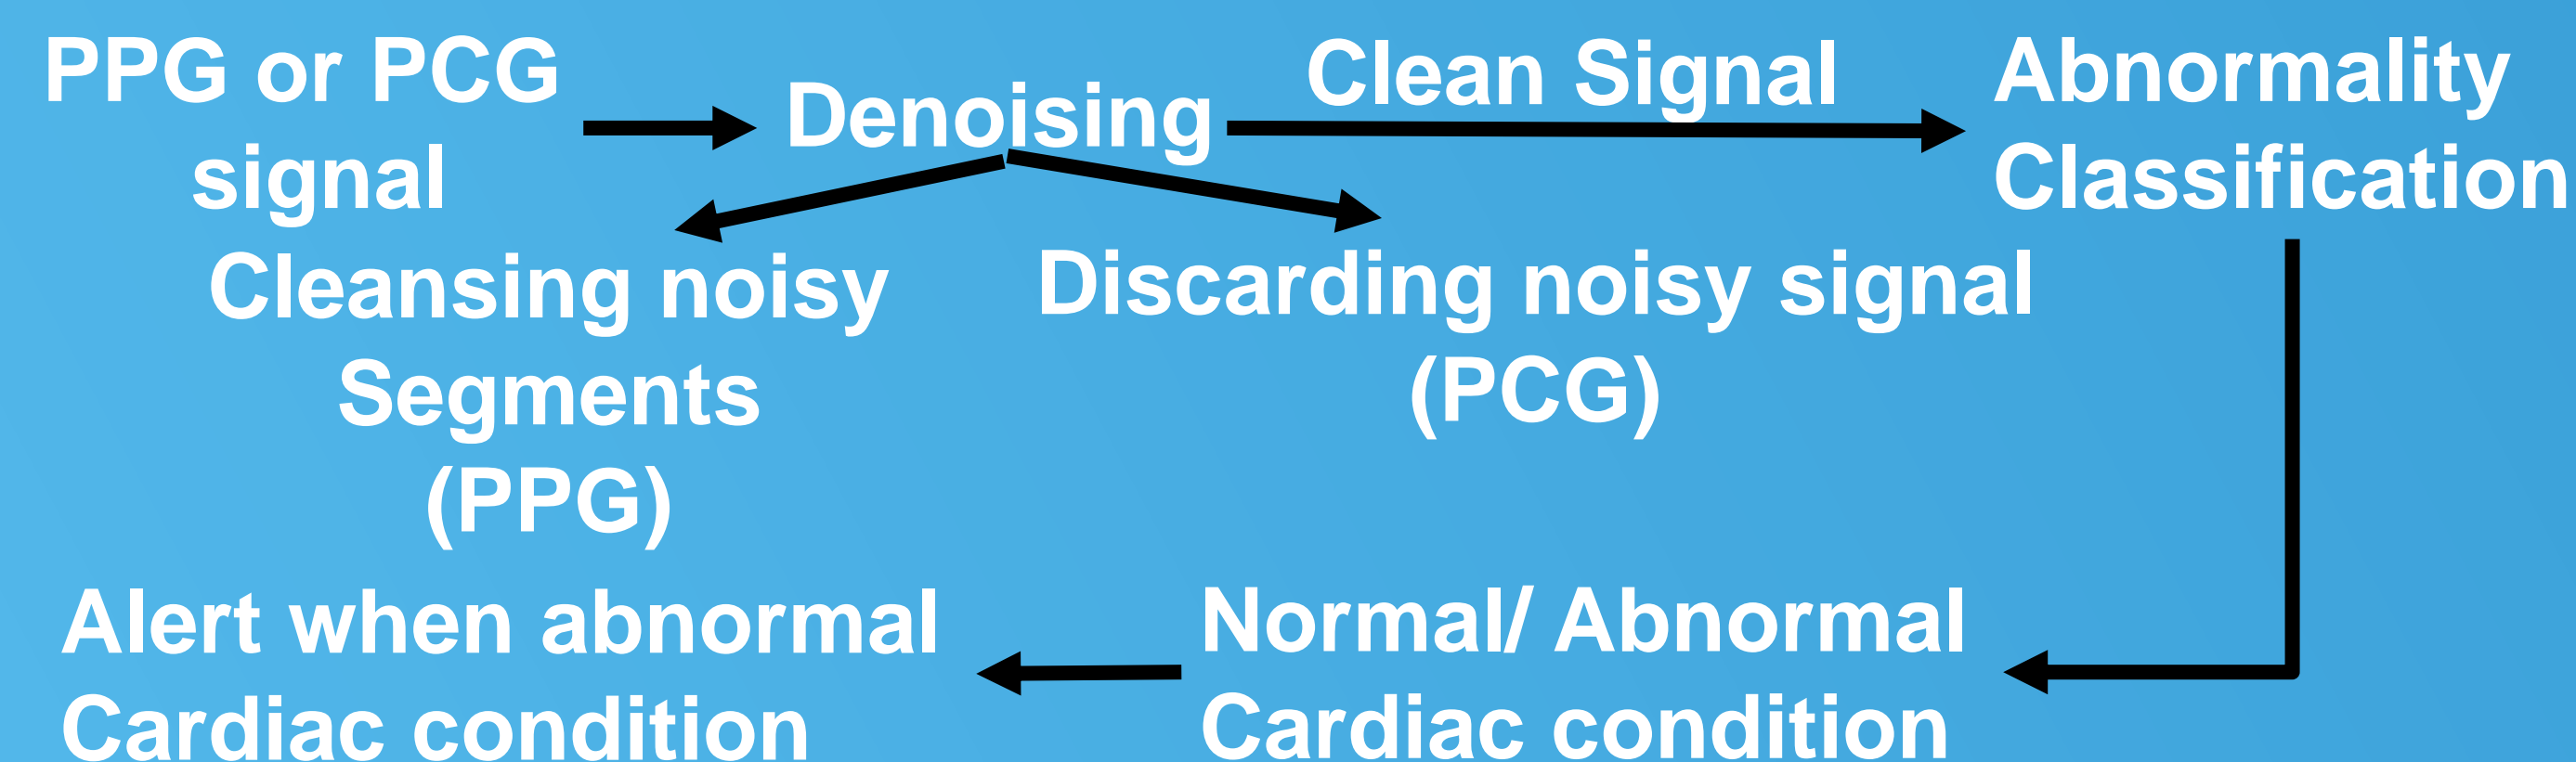 PPG or PCG
signal
Denoising
Clean Signal
Abnormality
Classification
Cleansing noisy
Segments
(PPG)
Discarding noisy signal
(PCG)
Normal/ Abnormal
Cardiac condition
Alert when abnormal
Cardiac condition